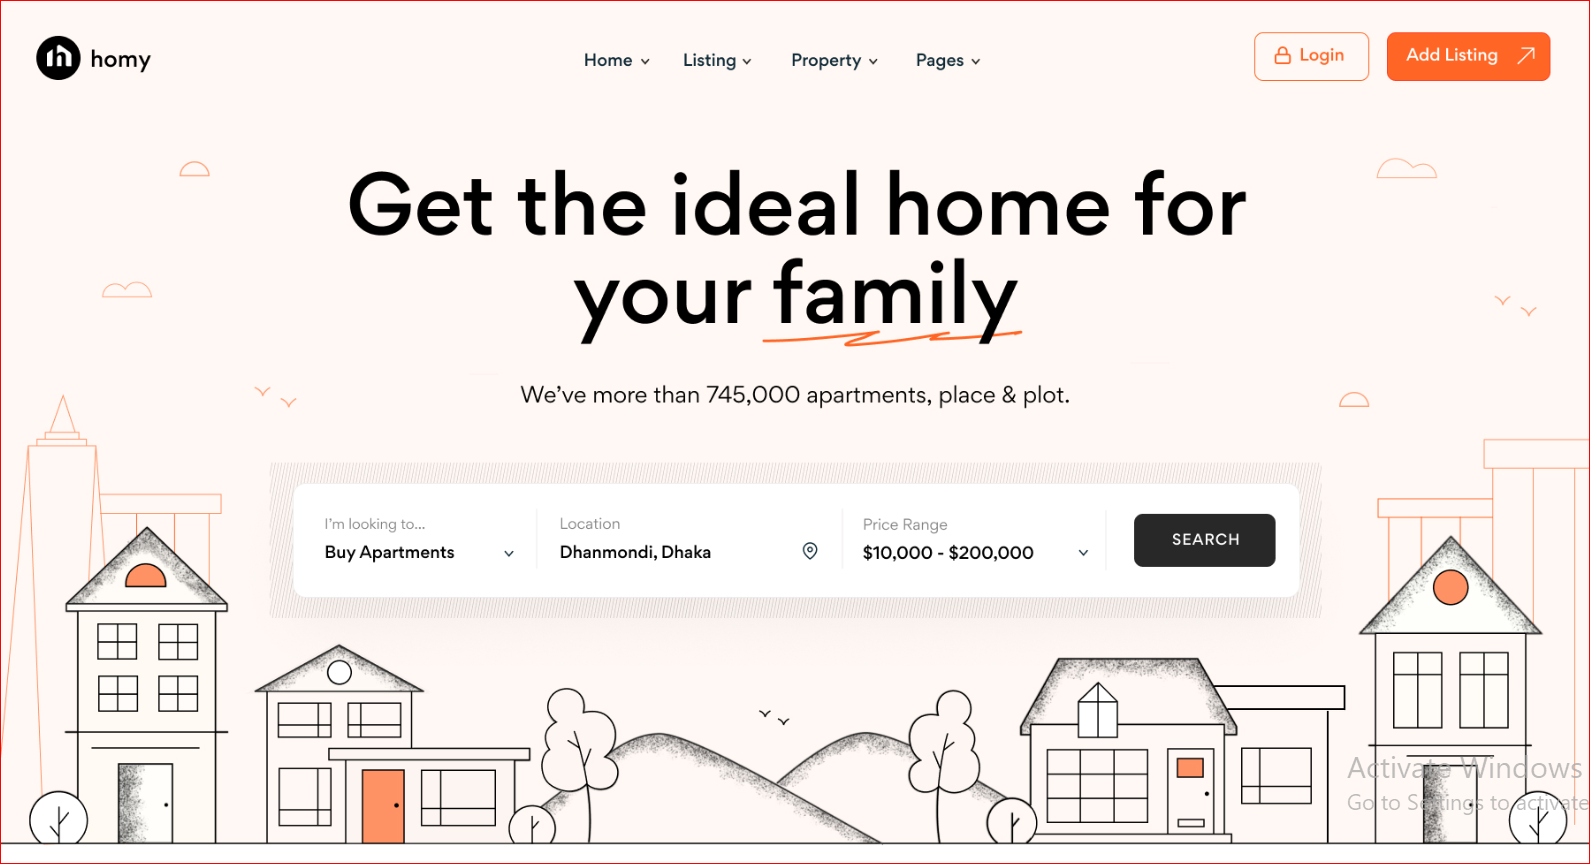 homy
Home
Listing
Property
Pages
Login
Add Listing
Get the ideal home for
your family
We've more than 745,000 apartments, place & plot.
I'm looking to...
Buy Apartments
Location
Dhanmondi, Dhaka
Price Range
$10,000 - $200,000
SEARCH
Activate Windows
Go to Settings to activate